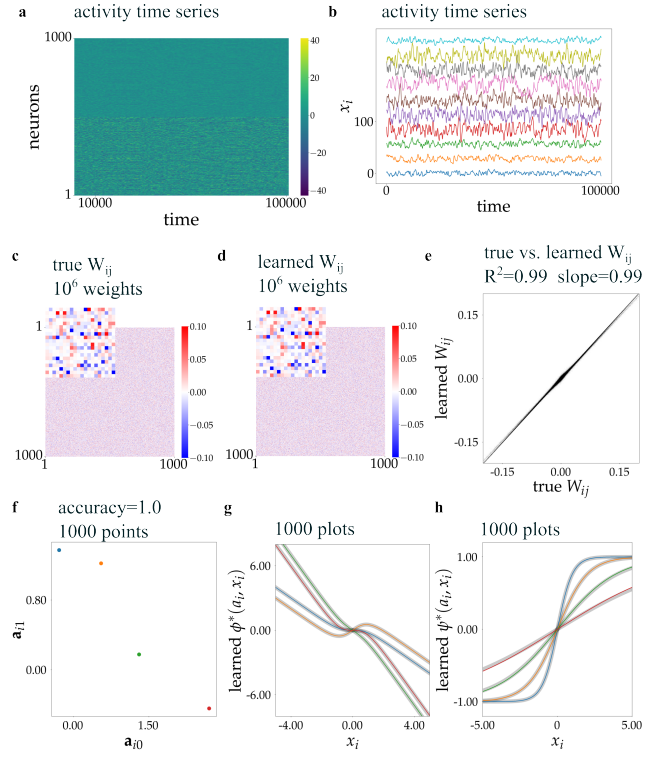 a
activity time series
1000
neurons
1
10000
100000
time
40
20
0
−20
−40
b
activity time series
x_i
100
0
0
100000
time
c
true W_ij
10^6 weights
1
1000
1
1000
0.10
0.05
0.00
−0.05
−0.10
d
learned W_ij
10^6 weights
1
1000
1
1000
0.10
0.05
0.00
−0.05
−0.10
e
true vs. learned W_ij
R^2=0.99 slope=0.99
0.15
0.00
-0.15
learned W_ij
-0.15
0.00
0.15
true W_ij
f
accuracy=1.0
1000 points
0.80
0.00
a_i1
0.00
1.50
a_i0
g
1000 plots
6.00
0.00
-6.00
learned ϕ*(a_i, x_i)
-4.00
0.00
4.00
x_i
h
1000 plots
1.00
0.00
-1.00
learned ψ*(a_i, x_i)
-5.00
0
5.00
x_i